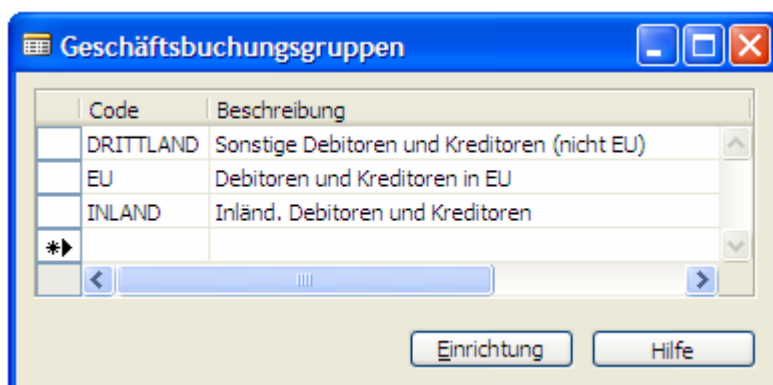 Geschäftsbuchungsgruppen
Code Beschreibung
DRITTLAND Sonstige Debitoren und Kreditoren (nicht EU)
EU Debitoren und Kreditoren in EU
INLAND Inländ. Debitoren und Kreditoren
Einrichtung Hilfe